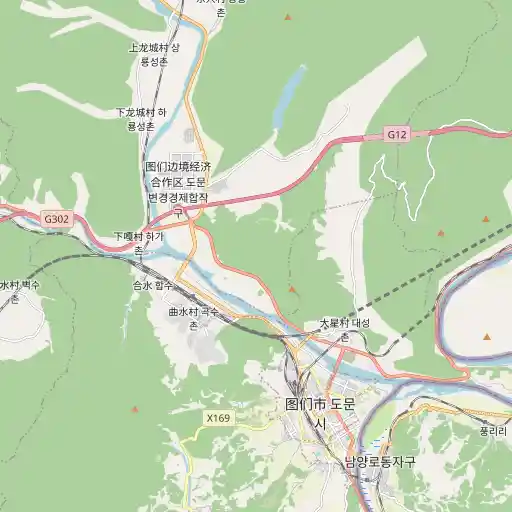 上龙城村 상
룡성촌
下龙城村 하
룡성촌
G12
图们边境经济
合作区 도문
변경경제합작
구
G302
下嘎村 하가
촌
合水 합수
水村 벽수
촌
曲水村 곡수
촌
大星村 대성
촌
图们市 도문
시
X169
풍리리
남양로동자구